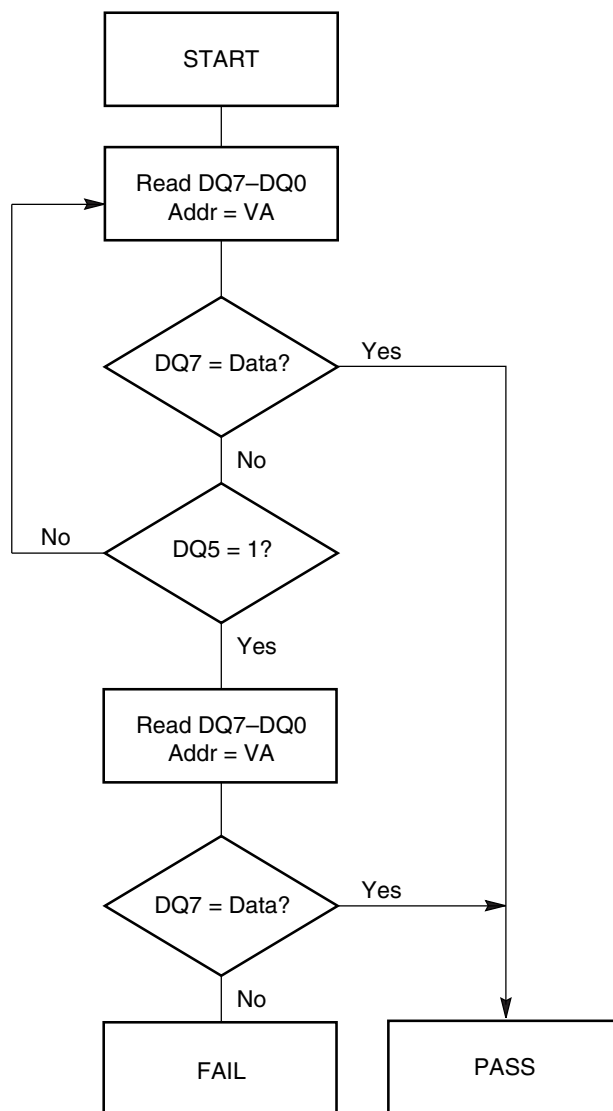 START
Read DQ7–DQ0
Addr = VA
DQ7 = Data?
Yes
No
No
DQ5 = 1?
Yes
Read DQ7–DQ0
Addr = VA
DQ7 = Data?
Yes
No
FAIL
PASS